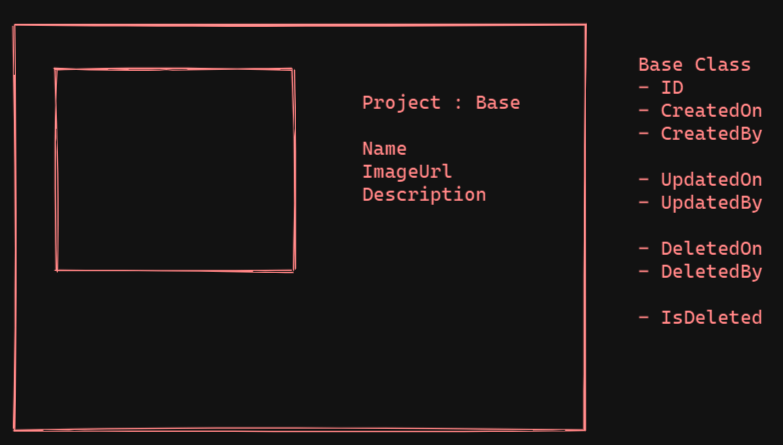 Project : Base
Name
ImageUrl
Description
Base Class
- ID
- CreatedOn
- CreatedBy
- UpdatedOn
- UpdatedBy
- DeletedOn
- DeletedBy
- IsDeleted